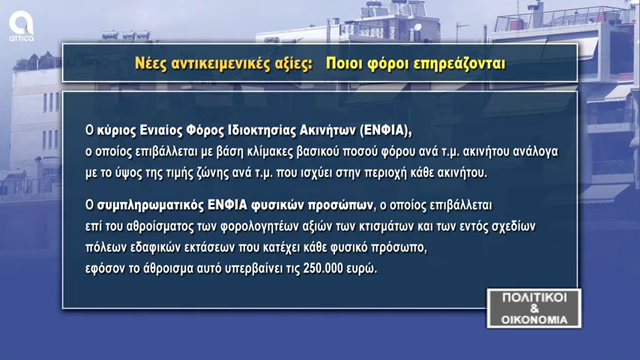 attica
Νέες αντικειμενικές αξίες: Ποιοι φόροι επηρεάζονται
Ο κύριος Ενιαίος Φόρος Ιδιοκτησίας Ακινήτων (ΕΝΦΙΑ),
ο οποίος επιβάλλεται με βάση κλίμακες βασικού ποσού φόρου ανά τ.μ. ακινήτου ανάλογα
με το ύψος της τιμής ζώνης ανά τ.μ. που ισχύει στην περιοχή κάθε ακινήτου.
Ο συμπληρωματικός ΕΝΦΙΑ φυσικών προσώπων, ο οποίος επιβάλλεται
επί του αθροίσματος των φορολογητέων αξιών των κτισμάτων και των εντός σχεδίων
πόλεων εδαφικών εκτάσεων που κατέχει κάθε φυσικό πρόσωπο,
εφόσον το άθροισμα αυτό υπερβαίνει τις 250.000 ευρώ.
ΠΟΛΙΤΙΚΟΙ
&
ΟΙΚΟΝΟΜΙΑ